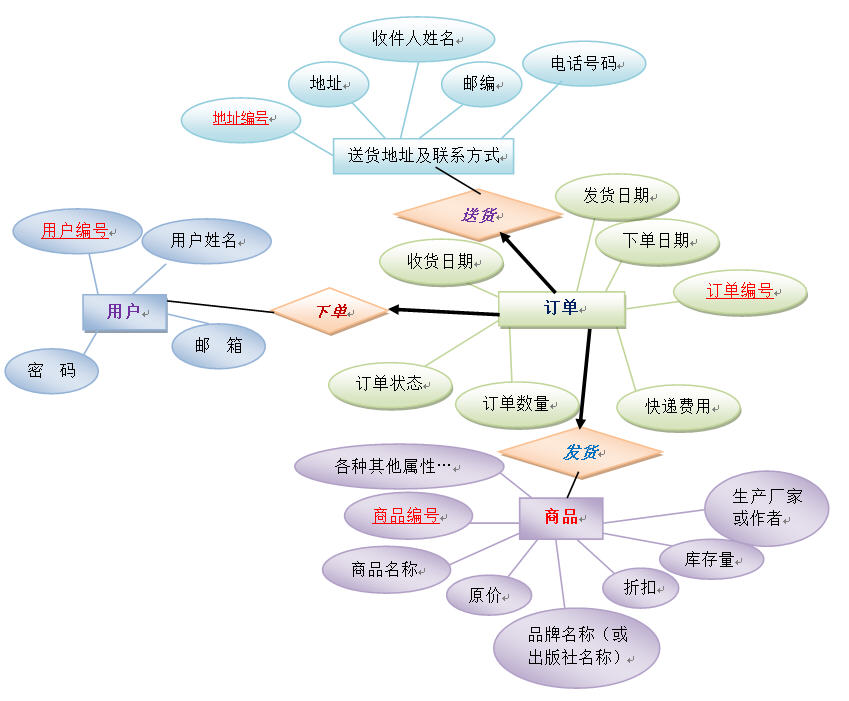 收件人姓名
地址
邮编
电话号码
地址编号
送货地址及联系方式
送货
发货日期
下单日期
收货日期
订单编号
订单
用户编号
用户姓名
用户
下单
邮 箱
密 码
订单状态
订单数量
快递费用
发货
各种其他属性…
商品编号
商品
生产厂家
或作者
商品名称
库存量
原价
折扣
品牌名称（或
出版社名称）